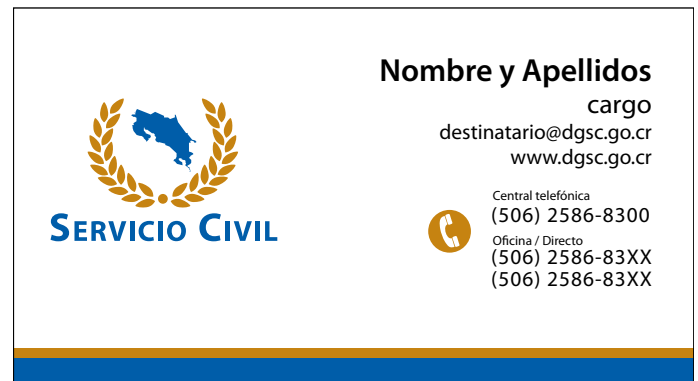 Nombre y Apellidos
cargo
destinatario@dgsc.go.cr
www.dgsc.go.cr
Central telefónica
(506) 2586-8300
Oficina / Directo
(506) 2586-83XX
(506) 2586-83XX
SERVICIO CIVIL